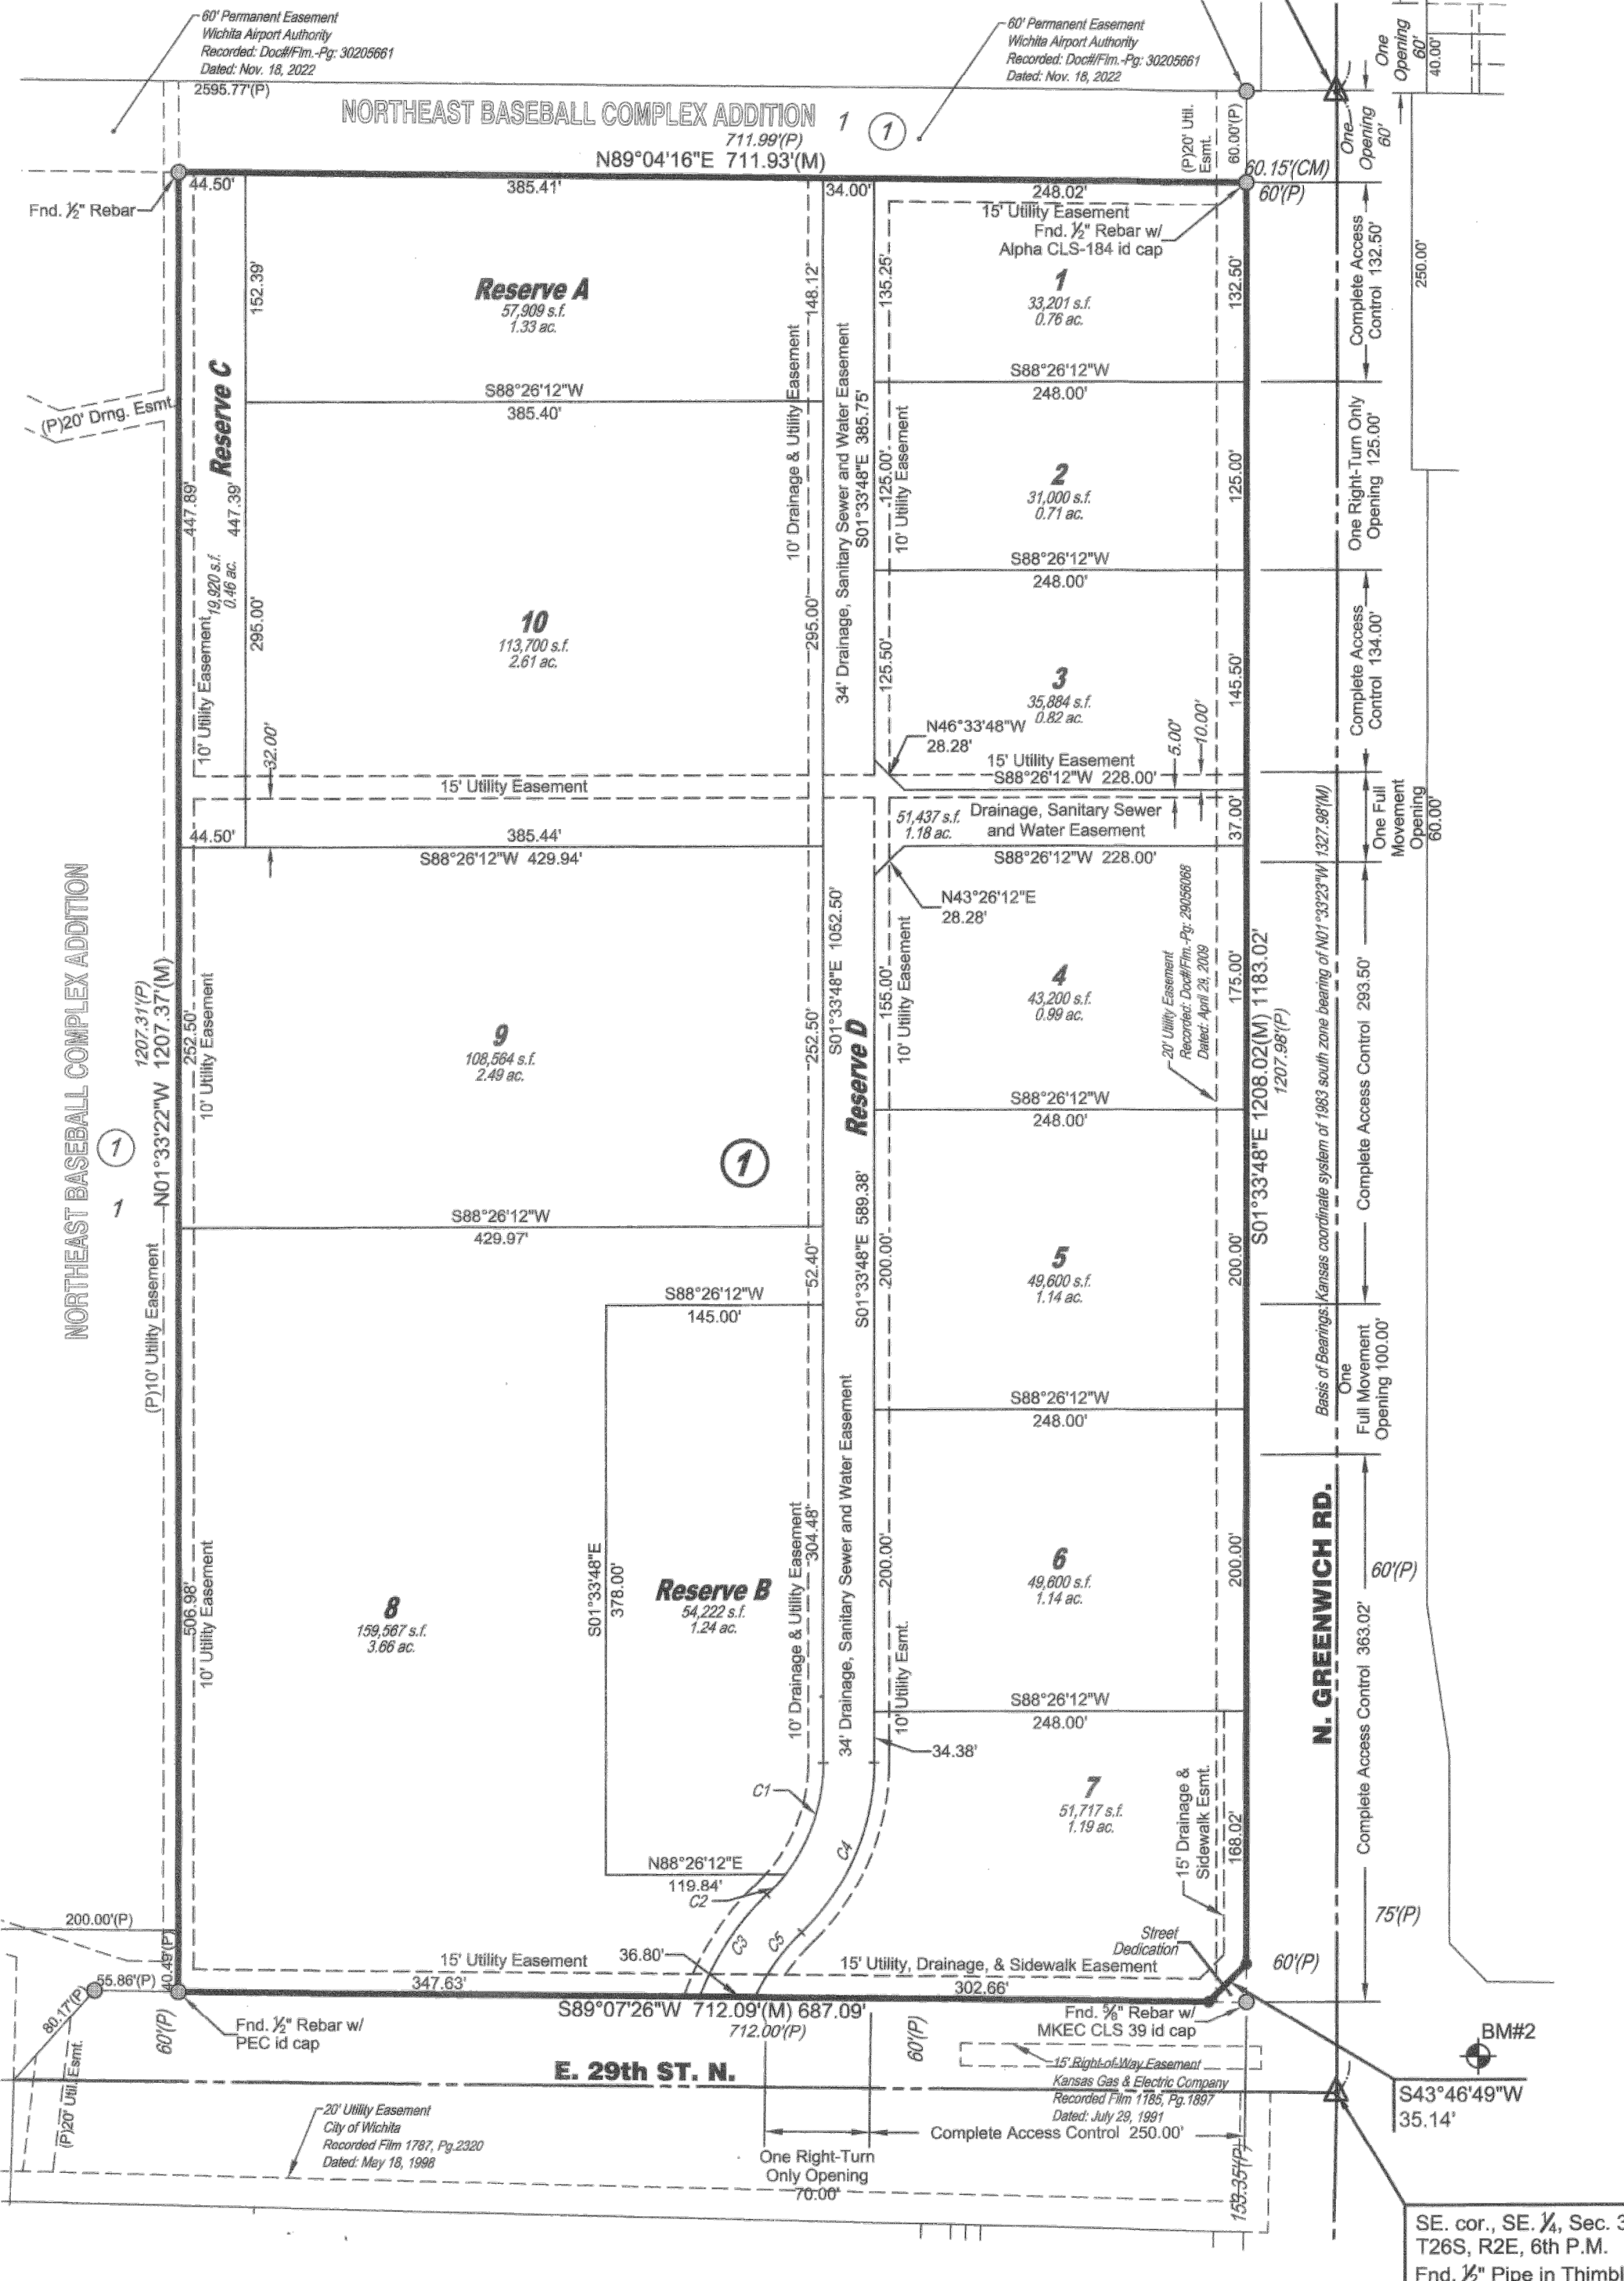 60' Permanent Easement
Wichita Airport Authority
Recorded: Doc#/Flm.-Pg: 30205661
Dated: Nov. 18, 2022
60' Permanent Easement
Wichita Airport Authority
Recorded: Doc#/Flm.-Pg: 30205661
Dated: Nov. 18, 2022
One
Opening
60'
40.00'
2595.77'(P)
NORTHEAST BASEBALL COMPLEX ADDITION
1
1
711.99'(P)
N89°04'16"E 711.93'(M)
(P)20' Util.
Esmt.
60.00'(P)
One
Opening
60'
60.15'(CM)
60'(P)
Fnd. ½" Rebar
44.50'
385.41'
34.00'
248.02'
15' Utility Easement
Fnd. ½" Rebar w/
Alpha CLS-184 id cap
152.39'
Reserve A
57,909 s.f.
1.33 ac.
148.12'
135.25'
1
33,201 s.f.
0.76 ac.
132.50'
Complete Access
Control 132.50'
250.00'
(P)20' Drng. Esmt.
Reserve C
S88°26'12"W
385.40'
10' Drainage & Utility Easement
34' Drainage, Sanitary Sewer and Water Easement
S01°33'48"E 385.75'
S88°26'12"W
248.00'
447.89'
447.39'
125.00'
10' Utility Easement
2
31,000 s.f.
0.71 ac.
125.00'
One Right-Turn Only
Opening 125.00'
S88°26'12"W
248.00'
10' Utility Easement
19,920 s.f.
0.46 ac.
295.00'
10
113,700 s.f.
2.61 ac.
295.00'
125.50'
3
35,884 s.f.
0.82 ac.
145.50'
Complete Access
Control 134.00'
N46°33'48"W
28.28'
5.00'
10.00'
32.00'
15' Utility Easement
15' Utility Easement
S88°26'12"W 228.00'
51,437 s.f.
1.18 ac.
Drainage, Sanitary Sewer
and Water Easement
37.00'
One Full
Movement
Opening
60.00'
44.50'
385.44'
S88°26'12"W 429.94'
S88°26'12"W 228.00'
N43°26'12"E
28.28'
NORTHEAST BASEBALL COMPLEX ADDITION
1
1
1207.31'(P)
N01°33'22"W 1207.37'(M)
252.50'
10' Utility Easement
9
108,564 s.f.
2.49 ac.
252.50'
S01°33'48"E 1052.50'
Reserve D
155.00'
10' Utility Easement
4
43,200 s.f.
0.99 ac.
20' Utility Easement
Recorded: Doc#/Flm.-Pg: 29056068
Dated: April 29, 2009
175.00'
S01°33'48"E 1208.02'(M) 1183.02'
1207.98'(P)
Basis of Bearings: Kansas coordinate system of 1983 south zone bearing of N01°33'23"W 1327.98'(M)
Complete Access Control 293.50'
S88°26'12"W
248.00'
1
S88°26'12"W
429.97'
(P)10' Utility Easement
52.40'
S01°33'48"E 589.38'
200.00'
5
49,600 s.f.
1.14 ac.
200.00'
S88°26'12"W
145.00'
One
Full Movement
Opening 100.00'
S88°26'12"W
248.00'
506.98'
10' Utility Easement
8
159,567 s.f.
3.66 ac.
S01°33'48"E
378.00'
Reserve B
54,222 s.f.
1.24 ac.
10' Drainage & Utility Easement
304.48'
34' Drainage, Sanitary Sewer and Water Easement
200.00'
10' Utility Esmt.
6
49,600 s.f.
1.14 ac.
200.00'
N. GREENWICH RD.
60'(P)
Complete Access Control 363.02'
S88°26'12"W
248.00'
34.38'
C1
7
51,717 s.f.
1.19 ac.
15' Drainage &
Sidewalk Esmt.
168.02'
C4
N88°26'12"E
119.84'
C2
C3
C5
200.00'(P)
40.49'(P)
75'(P)
Street
Dedication
60'(P)
15' Utility Easement
36.80'
15' Utility, Drainage, & Sidewalk Easement
55.86'(P)
347.63'
302.66'
80.17'(P)
S89°07'26"W 712.09'(M) 687.09'
712.00'(P)
Fnd. ½" Rebar w/
PEC id cap
60'(P)
60'(P)
Fnd. ⅝" Rebar w/
MKEC CLS 39 id cap
BM#2
E. 29th ST. N.
15' Right-of-Way Easement
Kansas Gas & Electric Company
Recorded Film 1185, Pg.1897
Dated: July 29, 1991
S43°46'49"W
35.14'
(P)20' Util. Esmt.
20' Utility Easement
City of Wichita
Recorded Film 1787, Pg.2320
Dated: May 18, 1998
Complete Access Control 250.00'
One Right-Turn
Only Opening
70.00'
SE. cor., SE. ¼, Sec. 3
T26S, R2E, 6th P.M.
Fnd. ½" Pipe in Thimbl